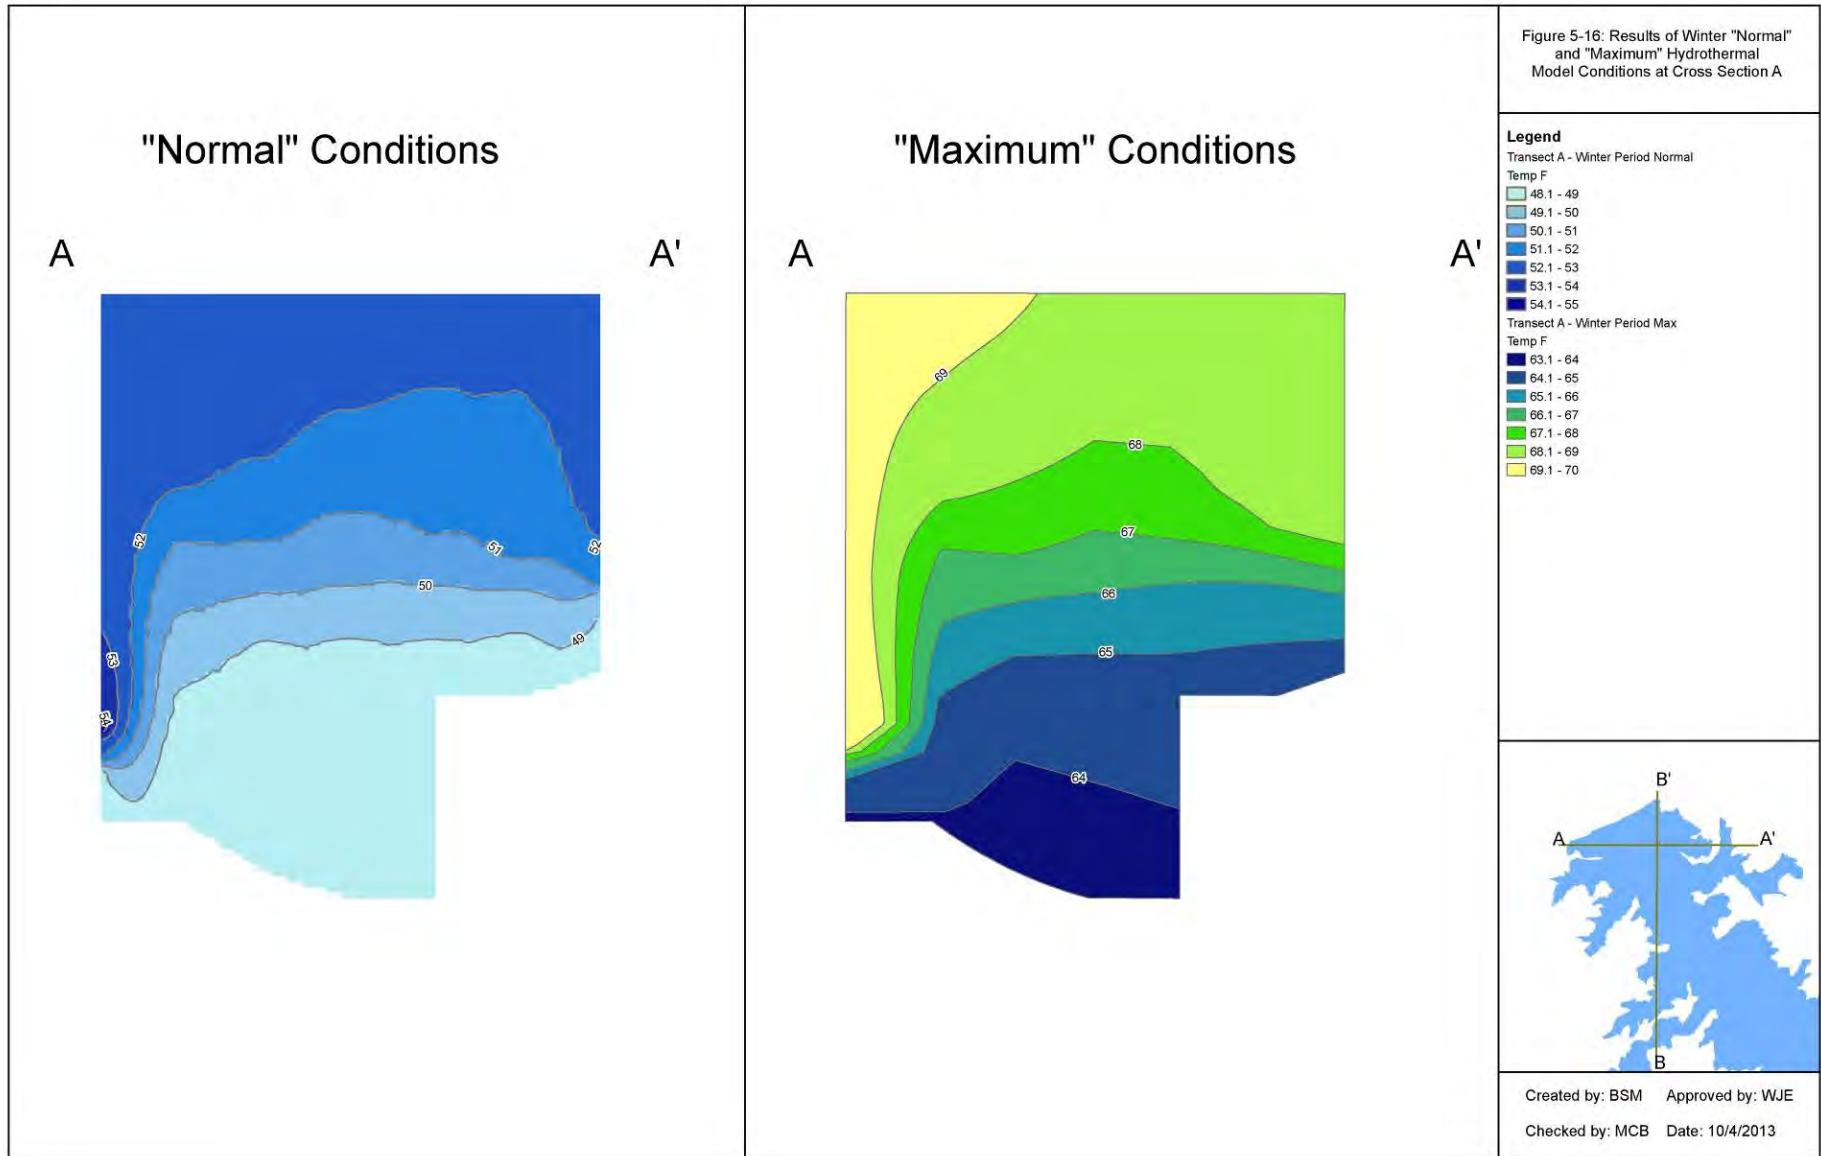 "Normal" Conditions
A A'
52
51
52
50
49
53
54
"Maximum" Conditions
A A'
69
68
67
66
65
64
Figure 5-16: Results of Winter "Normal"
and "Maximum" Hydrothermal
Model Conditions at Cross Section A
Legend
Transect A - Winter Period Normal
Temp F
48.1 - 49
49.1 - 50
50.1 - 51
51.1 - 52
52.1 - 53
53.1 - 54
54.1 - 55
Transect A - Winter Period Max
Temp F
63.1 - 64
64.1 - 65
65.1 - 66
66.1 - 67
67.1 - 68
68.1 - 69
69.1 - 70
B'
A A'
B
Created by: BSM Approved by: WJE
Checked by: MCB Date: 10/4/2013